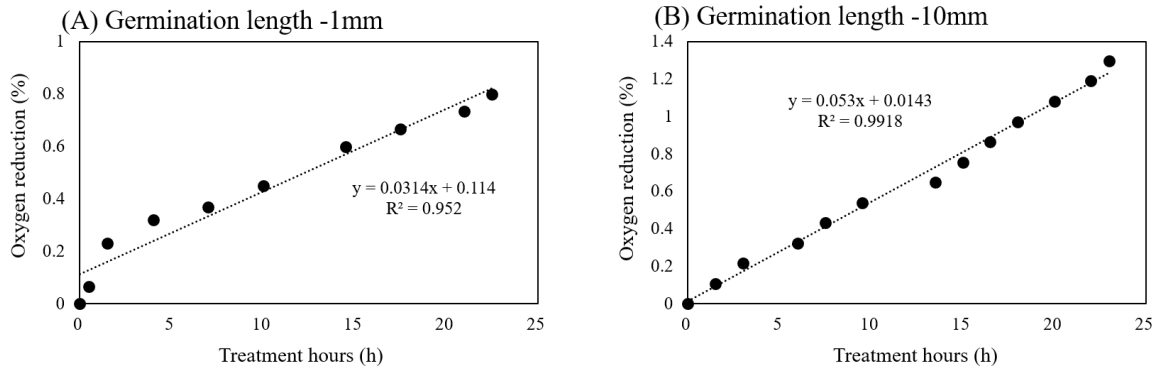 (A) Germination length -1mm
1
0.8
0.6
0.4
0.2
0
Oxygen reduction (%)
y = 0.0314x + 0.114
R² = 0.952
0 5 10 15 20 25
Treatment hours (h)
(B) Germination length -10mm
1.4
1.2
1
0.8
0.6
0.4
0.2
0
Oxygen reduction (%)
y = 0.053x + 0.0143
R² = 0.9918
0 5 10 15 20 25
Treatment hours (h)